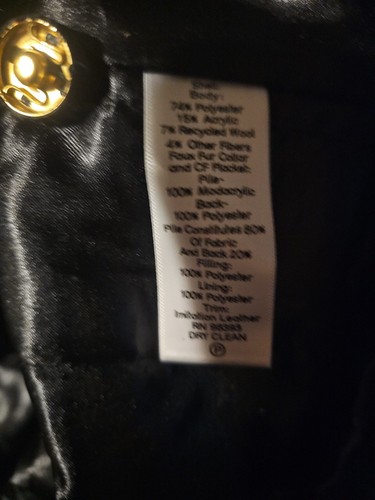 Shell:
Body:
74% Polyester
15% Acrylic
7% Recycled Wool
4% Other Fibers
Faux Fur Collar
and CF Placket:
Pile-
100% Modacrylic
Back-
100% Polyester
Pile Constitutes 80%
Of Fabric
And Back 20%
Filling:
100% Polyester
Lining:
100% Polyester
Trim:
Imitation Leather
RN
DRY CLEAN
P